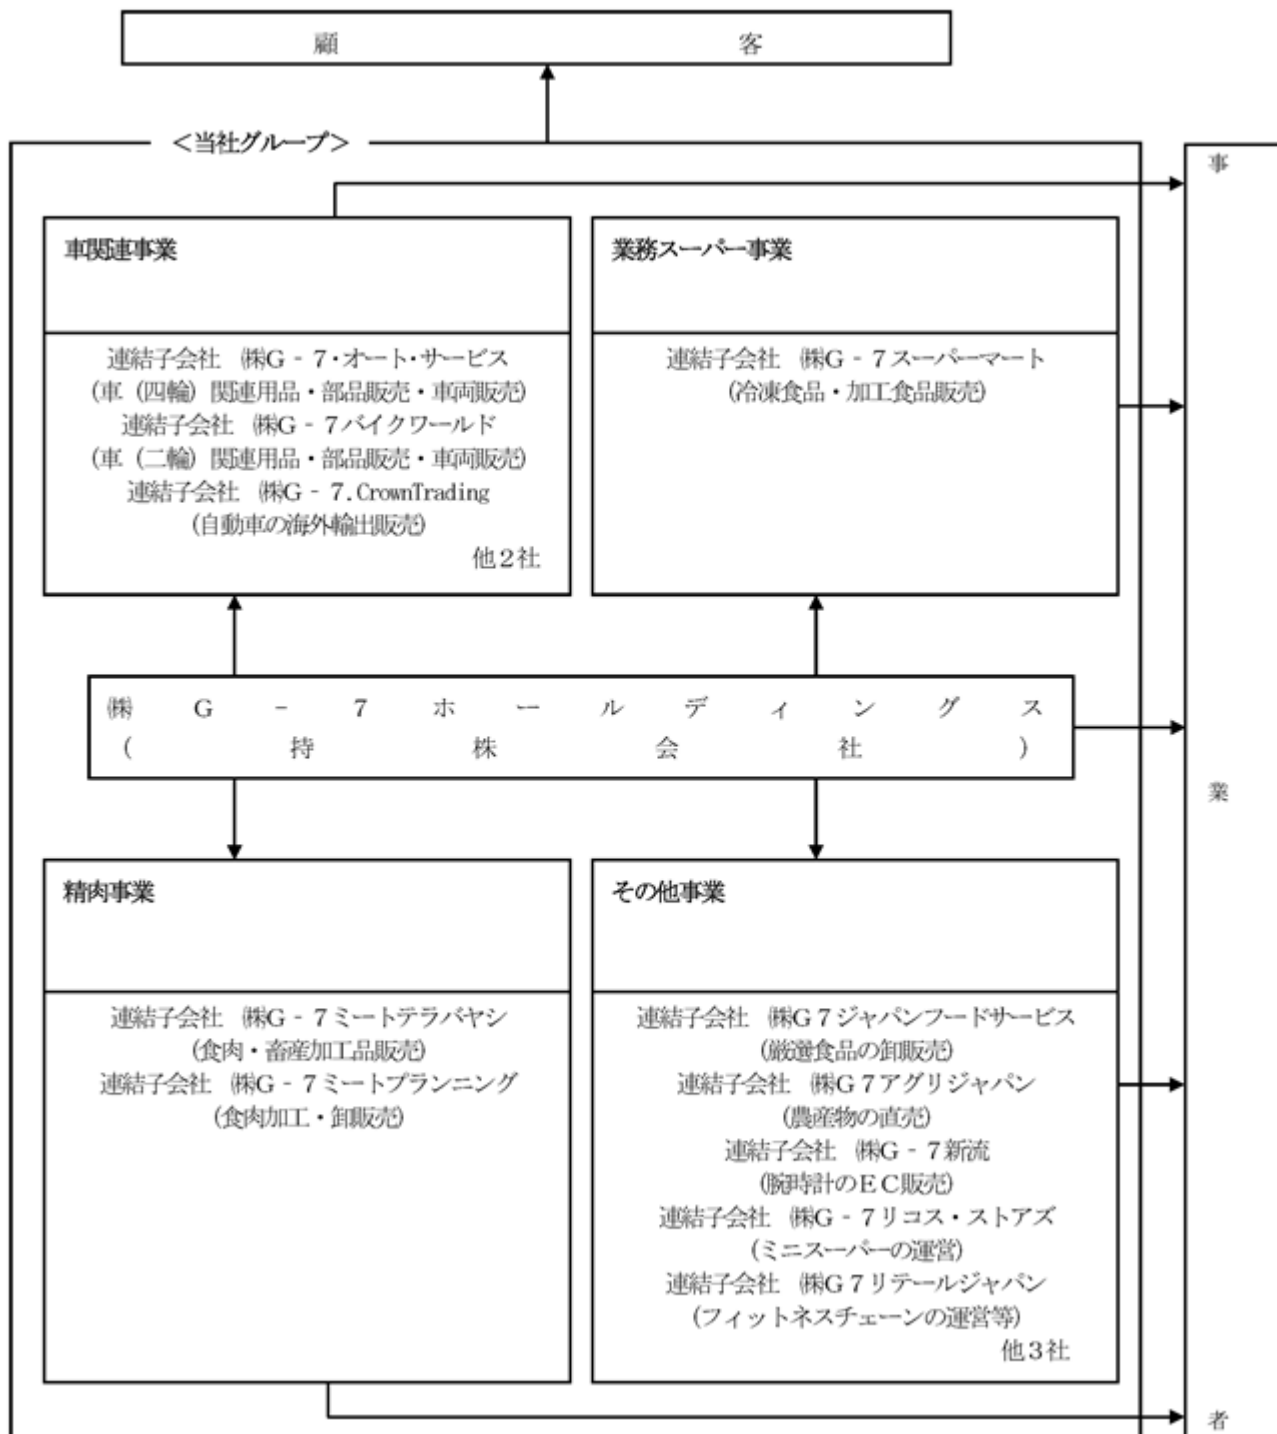 顧客
＜当社グループ＞
事業者
車関連事業
連結子会社 ㈱G‐7・オート・サービス
(車（四輪）関連用品・部品販売・車両販売)
連結子会社 ㈱G‐7バイクワールド
(車（二輪）関連用品・部品販売・車両販売)
連結子会社 ㈱G‐7.CrownTrading
(自動車の海外輸出販売)
他2社
業務スーパー事業
連結子会社 ㈱G‐7スーパーマート
(冷凍食品・加工食品販売)
㈱G‐7ホールディングス
(持株会社)
精肉事業
連結子会社 ㈱G‐7ミートテラバヤシ
(食肉・畜産加工品販売)
連結子会社 ㈱G‐7ミートプランニング
(食肉加工・卸販売)
その他事業
連結子会社 ㈱G7ジャパンフードサービス
(厳選食品の卸販売)
連結子会社 ㈱G7アグリジャパン
(農産物の直売)
連結子会社 ㈱G‐7新流
(腕時計のＥＣ販売)
連結子会社 ㈱G‐7リコス・ストアズ
(ミニスーパーの運営)
連結子会社 ㈱G7リテールジャパン
(フィットネスチェーンの運営等)
他3社